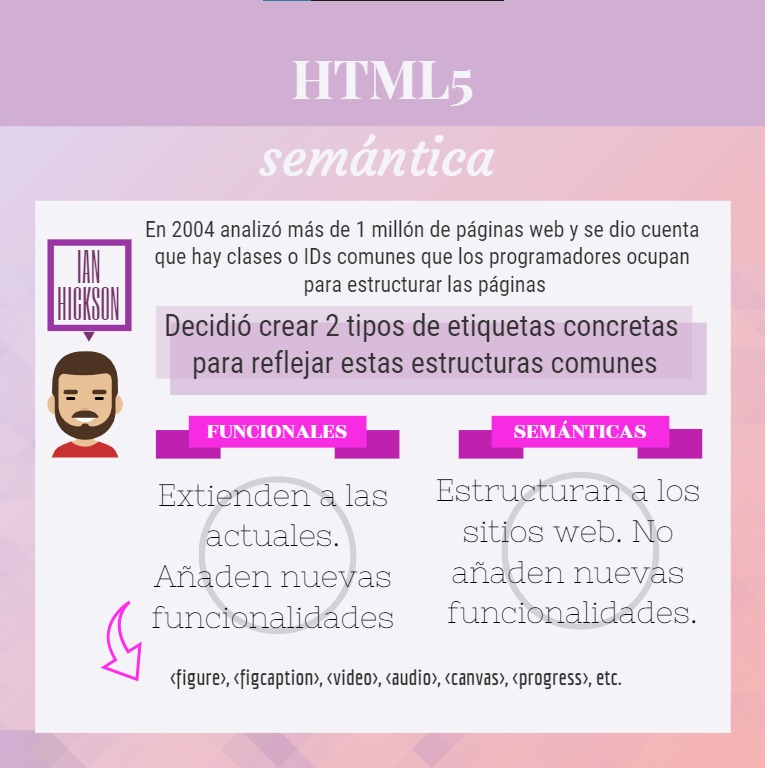 HTML5
semántica
En 2004 analizó más de 1 millón de páginas web y se dio cuenta
que hay clases o IDs comunes que los programadores ocupan
para estructurar las páginas
IAN
HICKSON
Decidió crear 2 tipos de etiquetas concretas
para reflejar estas estructuras comunes
FUNCIONALES
Extienden a las
actuales.
Añaden nuevas
funcionalidades
SEMÁNTICAS
Estructuran a los
sitios web. No
añaden nuevas
funcionalidades.
<figure>, <figcaption>, <video>, <audio>, <canvas>, <progress>, etc.